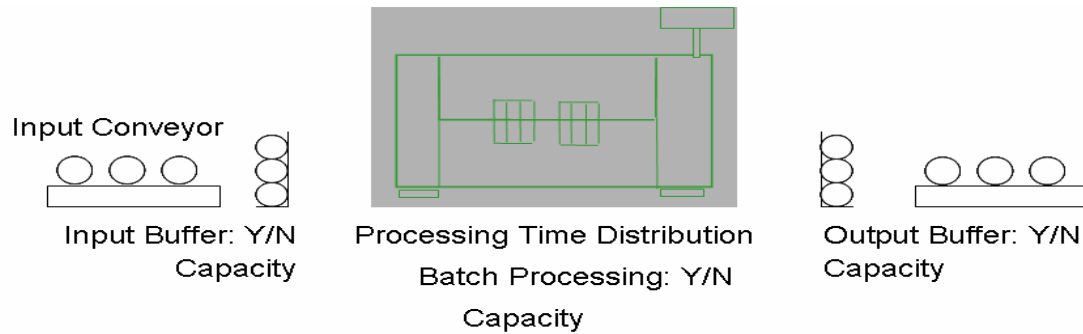 Input Conveyor
Input Buffer: Y/N
Capacity
Processing Time Distribution
Batch Processing: Y/N
Capacity
Output Buffer: Y/N
Capacity